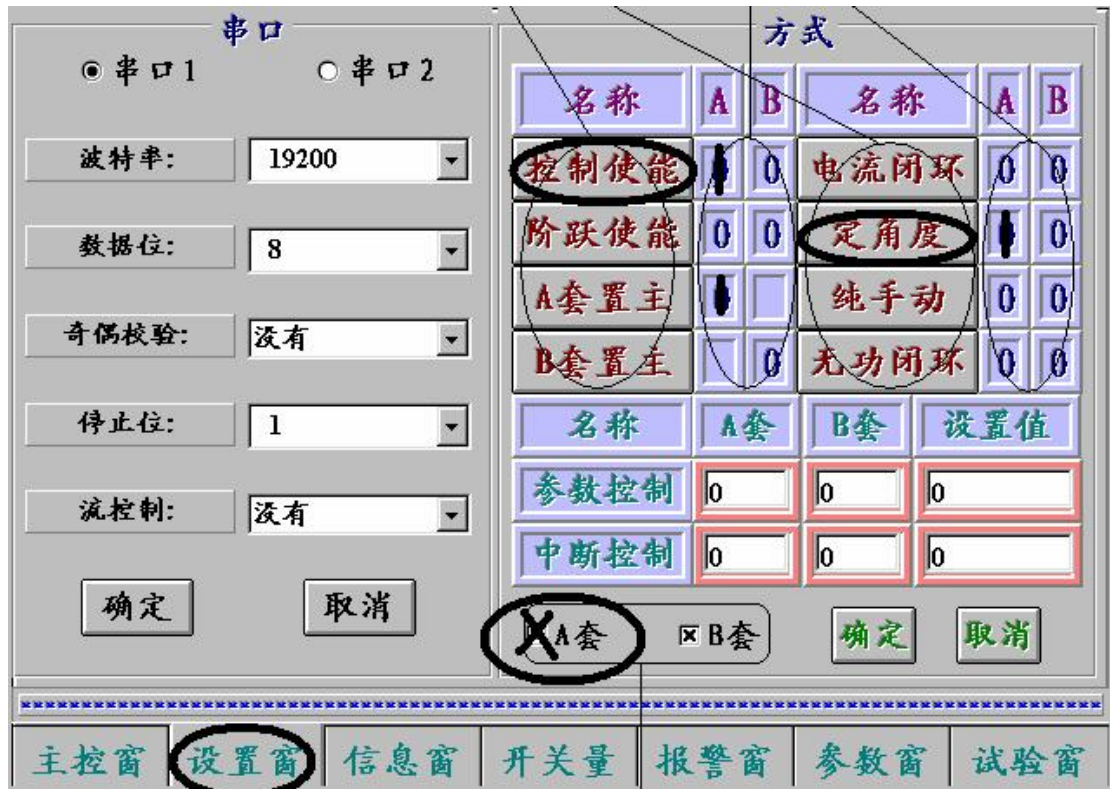 串口
串口1 串口2
波特率: 19200
数据位: 8
奇偶校验: 没有
停止位: 1
流控制: 没有
确定 取消
方式
名称 A B 名称 A B
控制使能 0 电流闭环 0 0
阶跃使能 0 0 定角度 0
A套置主 纯手动 0 0
B套置主 0 无功闭环 0 0
名称 A套 B套 设置值
参数控制 0 0 0
中断控制 0 0 0
A套 B套 确定 取消
主控窗 设置窗 信息窗 开关量 报警窗 参数窗 试验窗